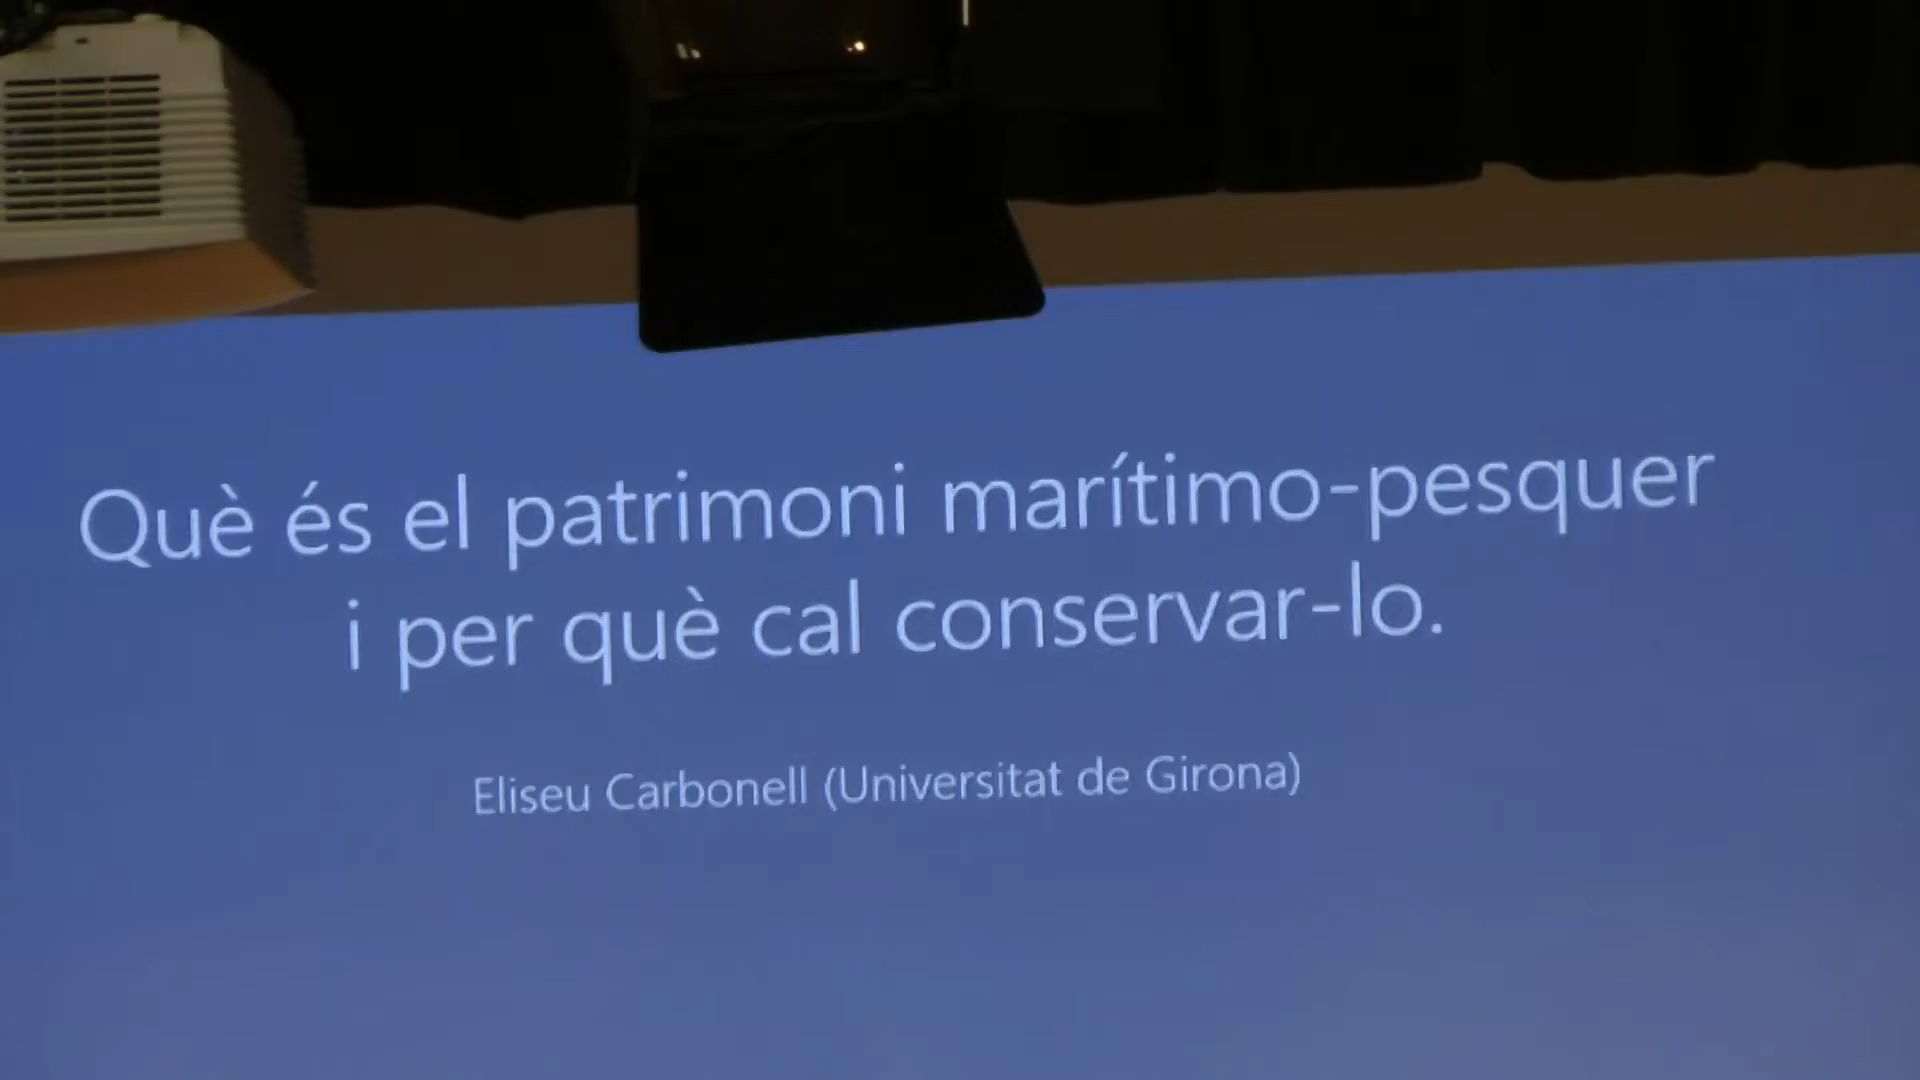 Què és el patrimoni marítimo-pesquer
i per què cal conservar-lo.
Eliseu Carbonell (Universitat de Girona)